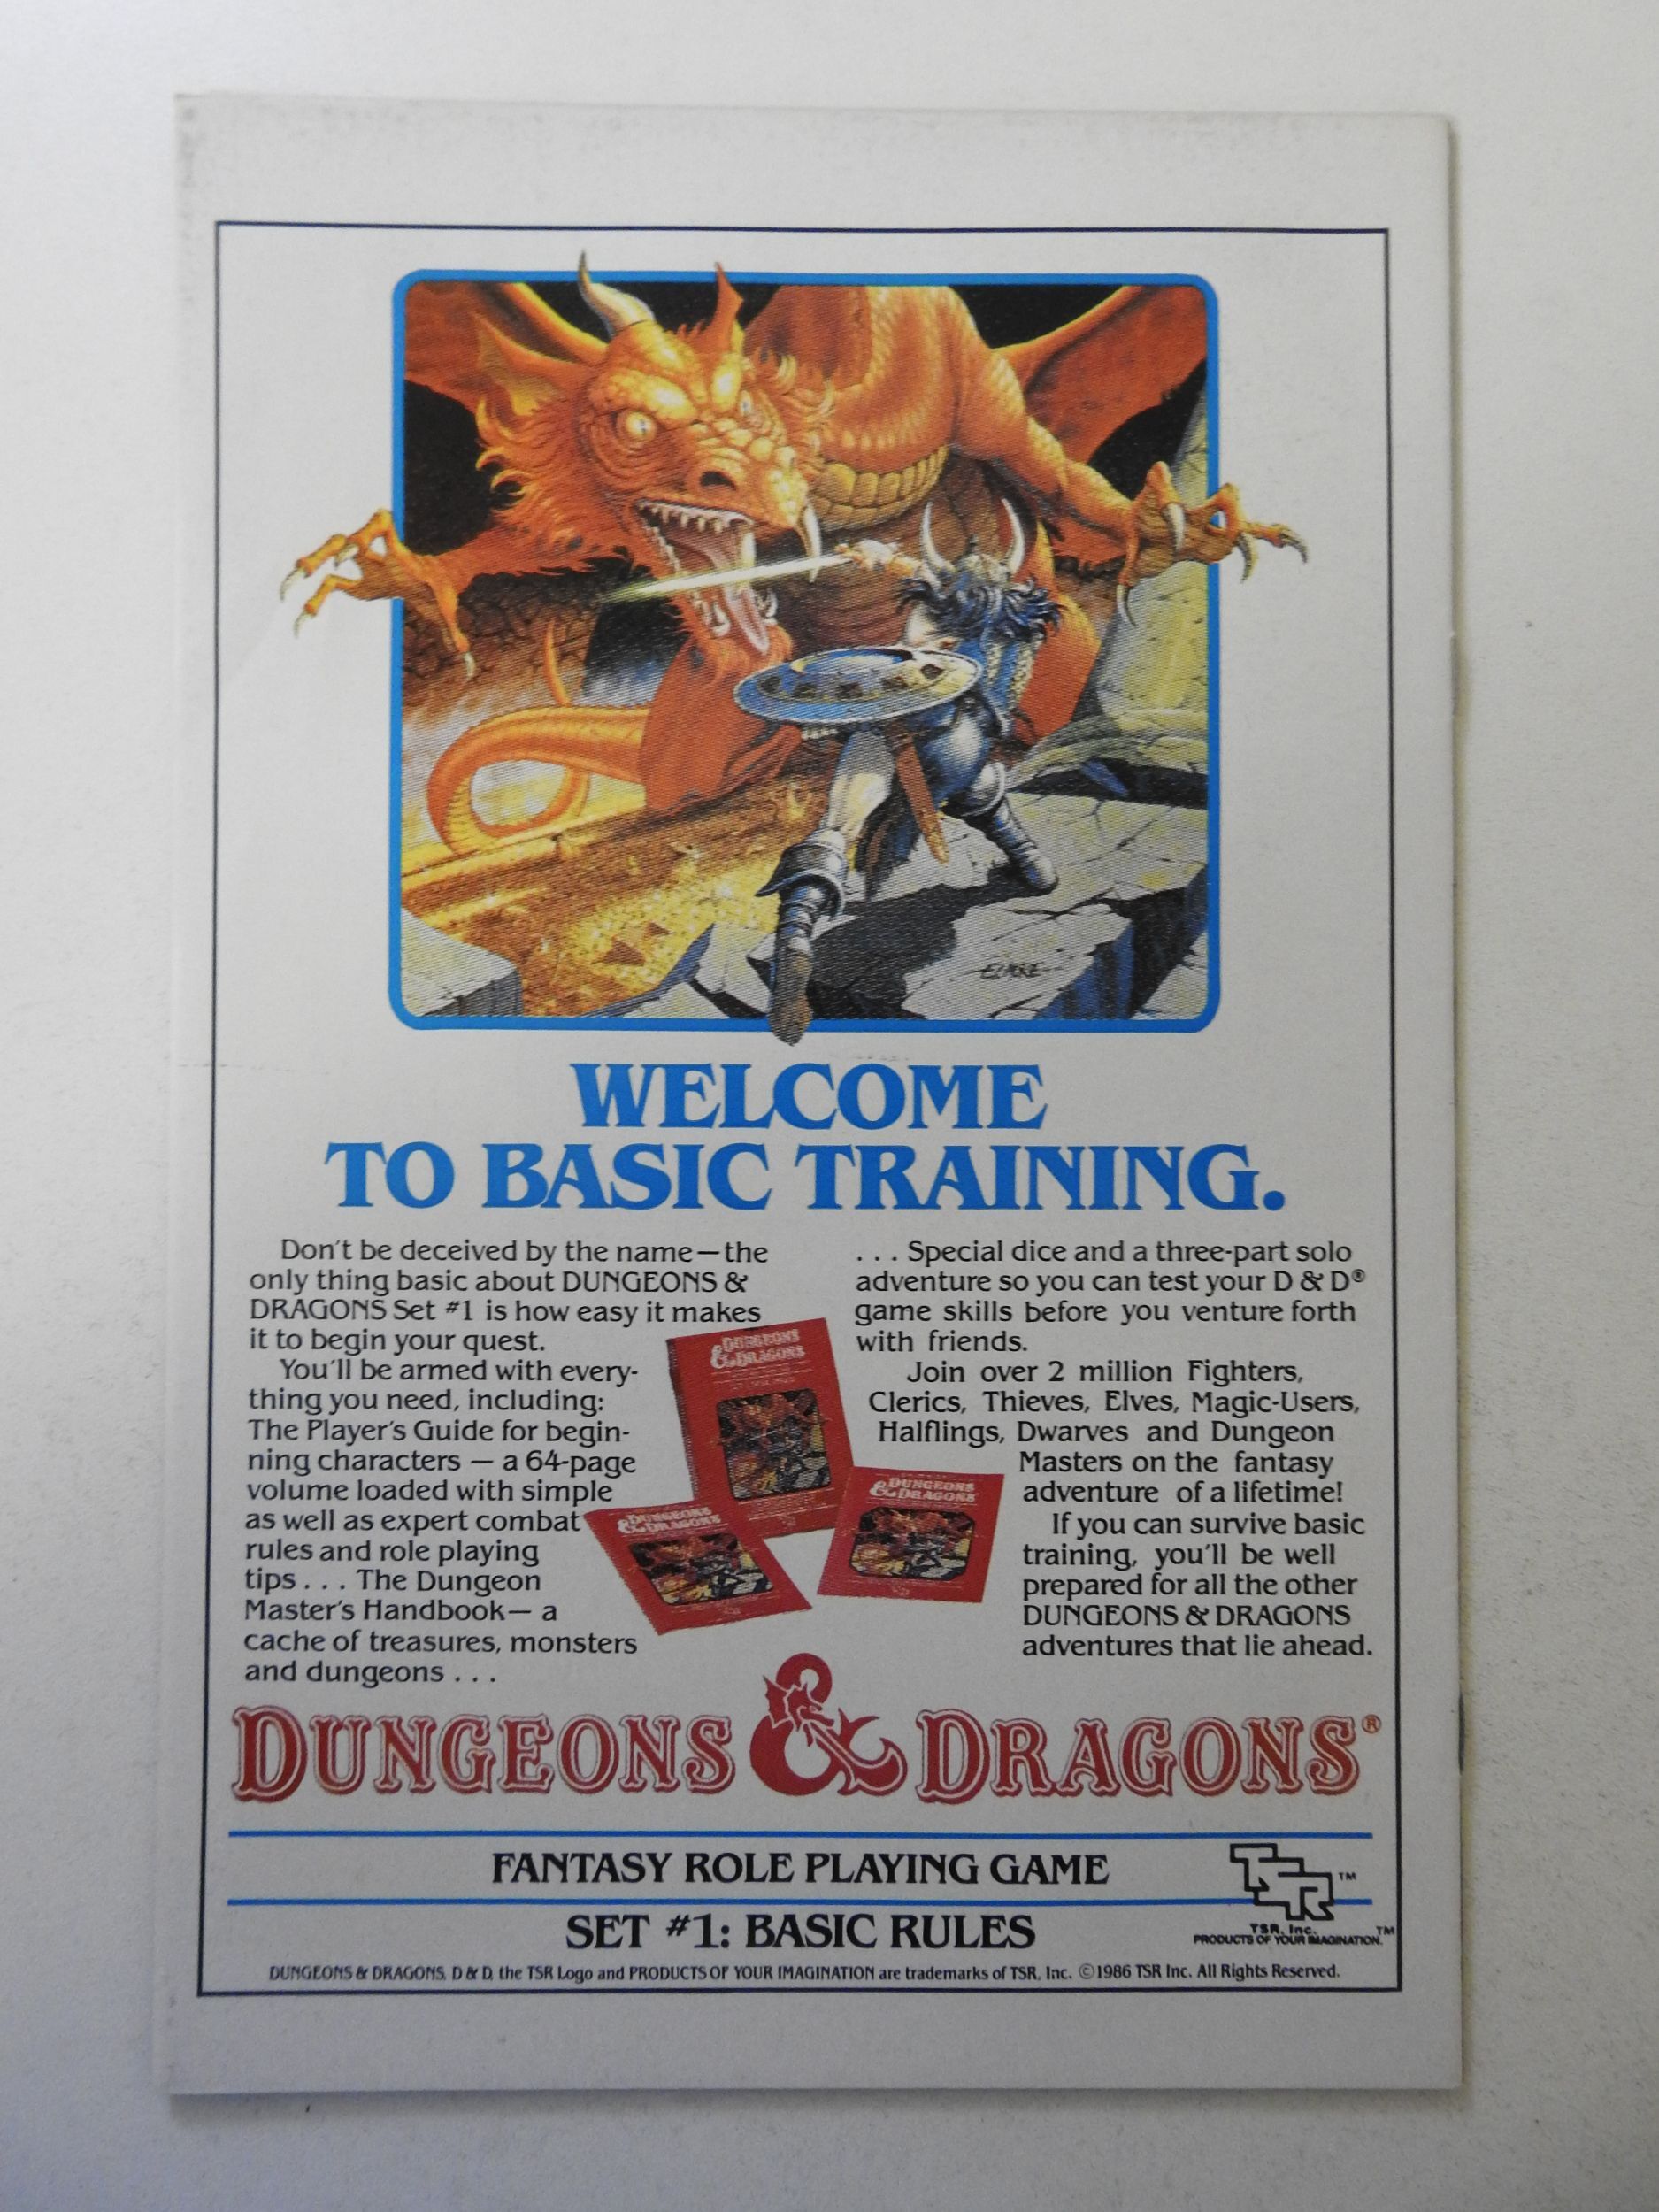 ELMORE
WELCOME
TO BASIC TRAINING.
Don't be deceived by the name—the
only thing basic about DUNGEONS &
DRAGONS Set #1 is how easy it makes
it to begin your quest.
You'll be armed with every-
thing you need, including:
The Player's Guide for begin-
ning characters — a 64-page
volume loaded with simple
as well as expert combat
rules and role playing
tips . . . The Dungeon
Master's Handbook— a
cache of treasures, monsters
and dungeons . . .
. . . Special dice and a three-part solo
adventure so you can test your D & D®
game skills before you venture forth
with friends.
Join over 2 million Fighters,
Clerics, Thieves, Elves, Magic-Users,
Halflings, Dwarves and Dungeon
Masters on the fantasy
adventure of a lifetime!
If you can survive basic
training, you'll be well
prepared for all the other
DUNGEONS & DRAGONS
adventures that lie ahead.
DUNGEONS & DRAGONS
DUNGEONS & DRAGONS
DUNGEONS & DRAGONS
DUNGEONS & DRAGONS®
FANTASY ROLE PLAYING GAME
SET #1: BASIC RULES
TSR™
TSR, Inc.
PRODUCTS OF YOUR IMAGINATION.™
DUNGEONS & DRAGONS, D & D, the TSR Logo and PRODUCTS OF YOUR IMAGINATION are trademarks of TSR, Inc. ©1986 TSR Inc. All Rights Reserved.